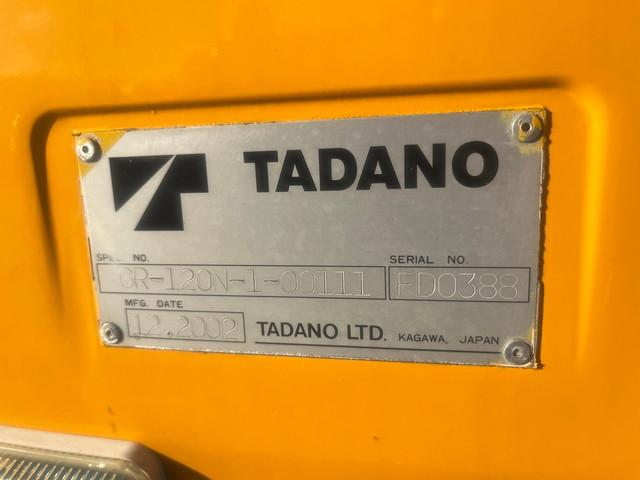 TADANO
SPEC. NO.
GR-120N-1-00111
SERIAL NO.
FD0388
MFG. DATE
12.2002
TADANO LTD. KAGAWA, JAPAN